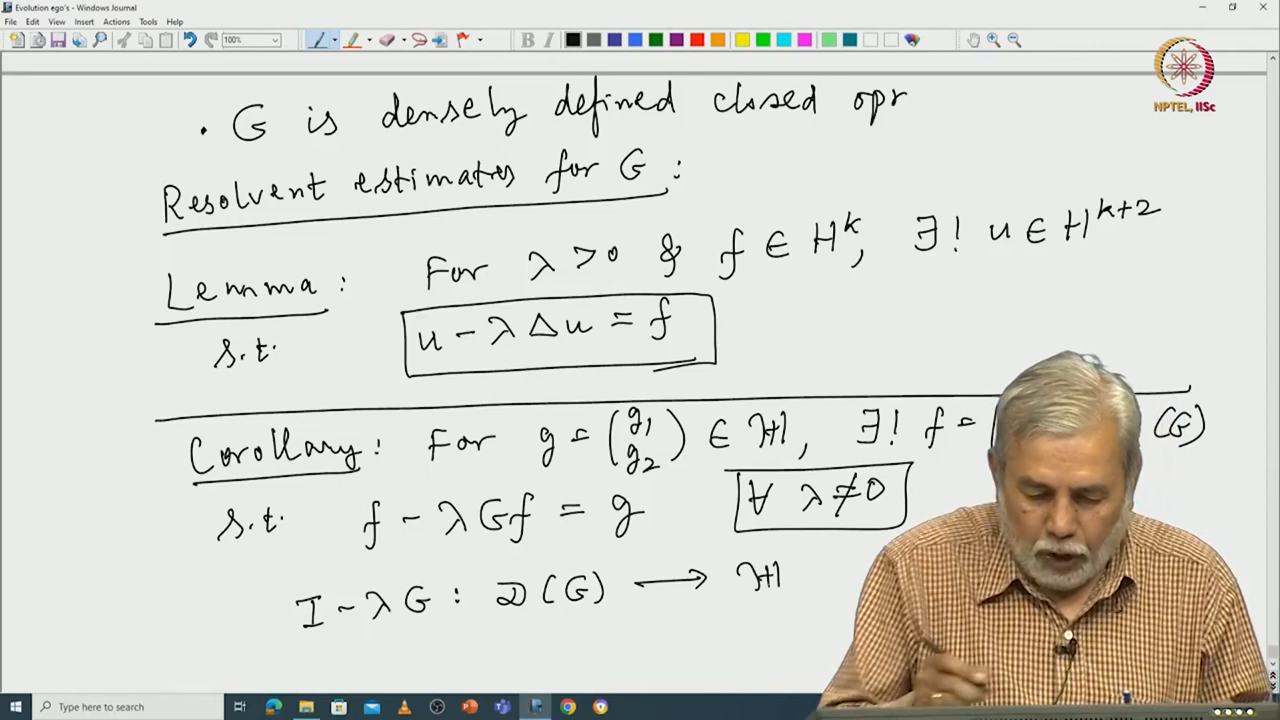 Evolution eqo's - Windows Journal
File Edit View Insert Actions Tools Help
100%
B I
NPTEL, IISc
. G is densely defined closed opr
Resolvent estimates for G :
Lemma : For λ > 0 & f ∈ H^k, ∃! u ∈ H^{k+2}
s.t. u - λ Δu = f
Corollary : For g = (g₁ g₂) ∈ ℋ, ∃! f = ( (G)
s.t. f - λ G f = g ∀ λ ≠ 0
I - λ G : D(G) ⟶ ℋ
Type here to search